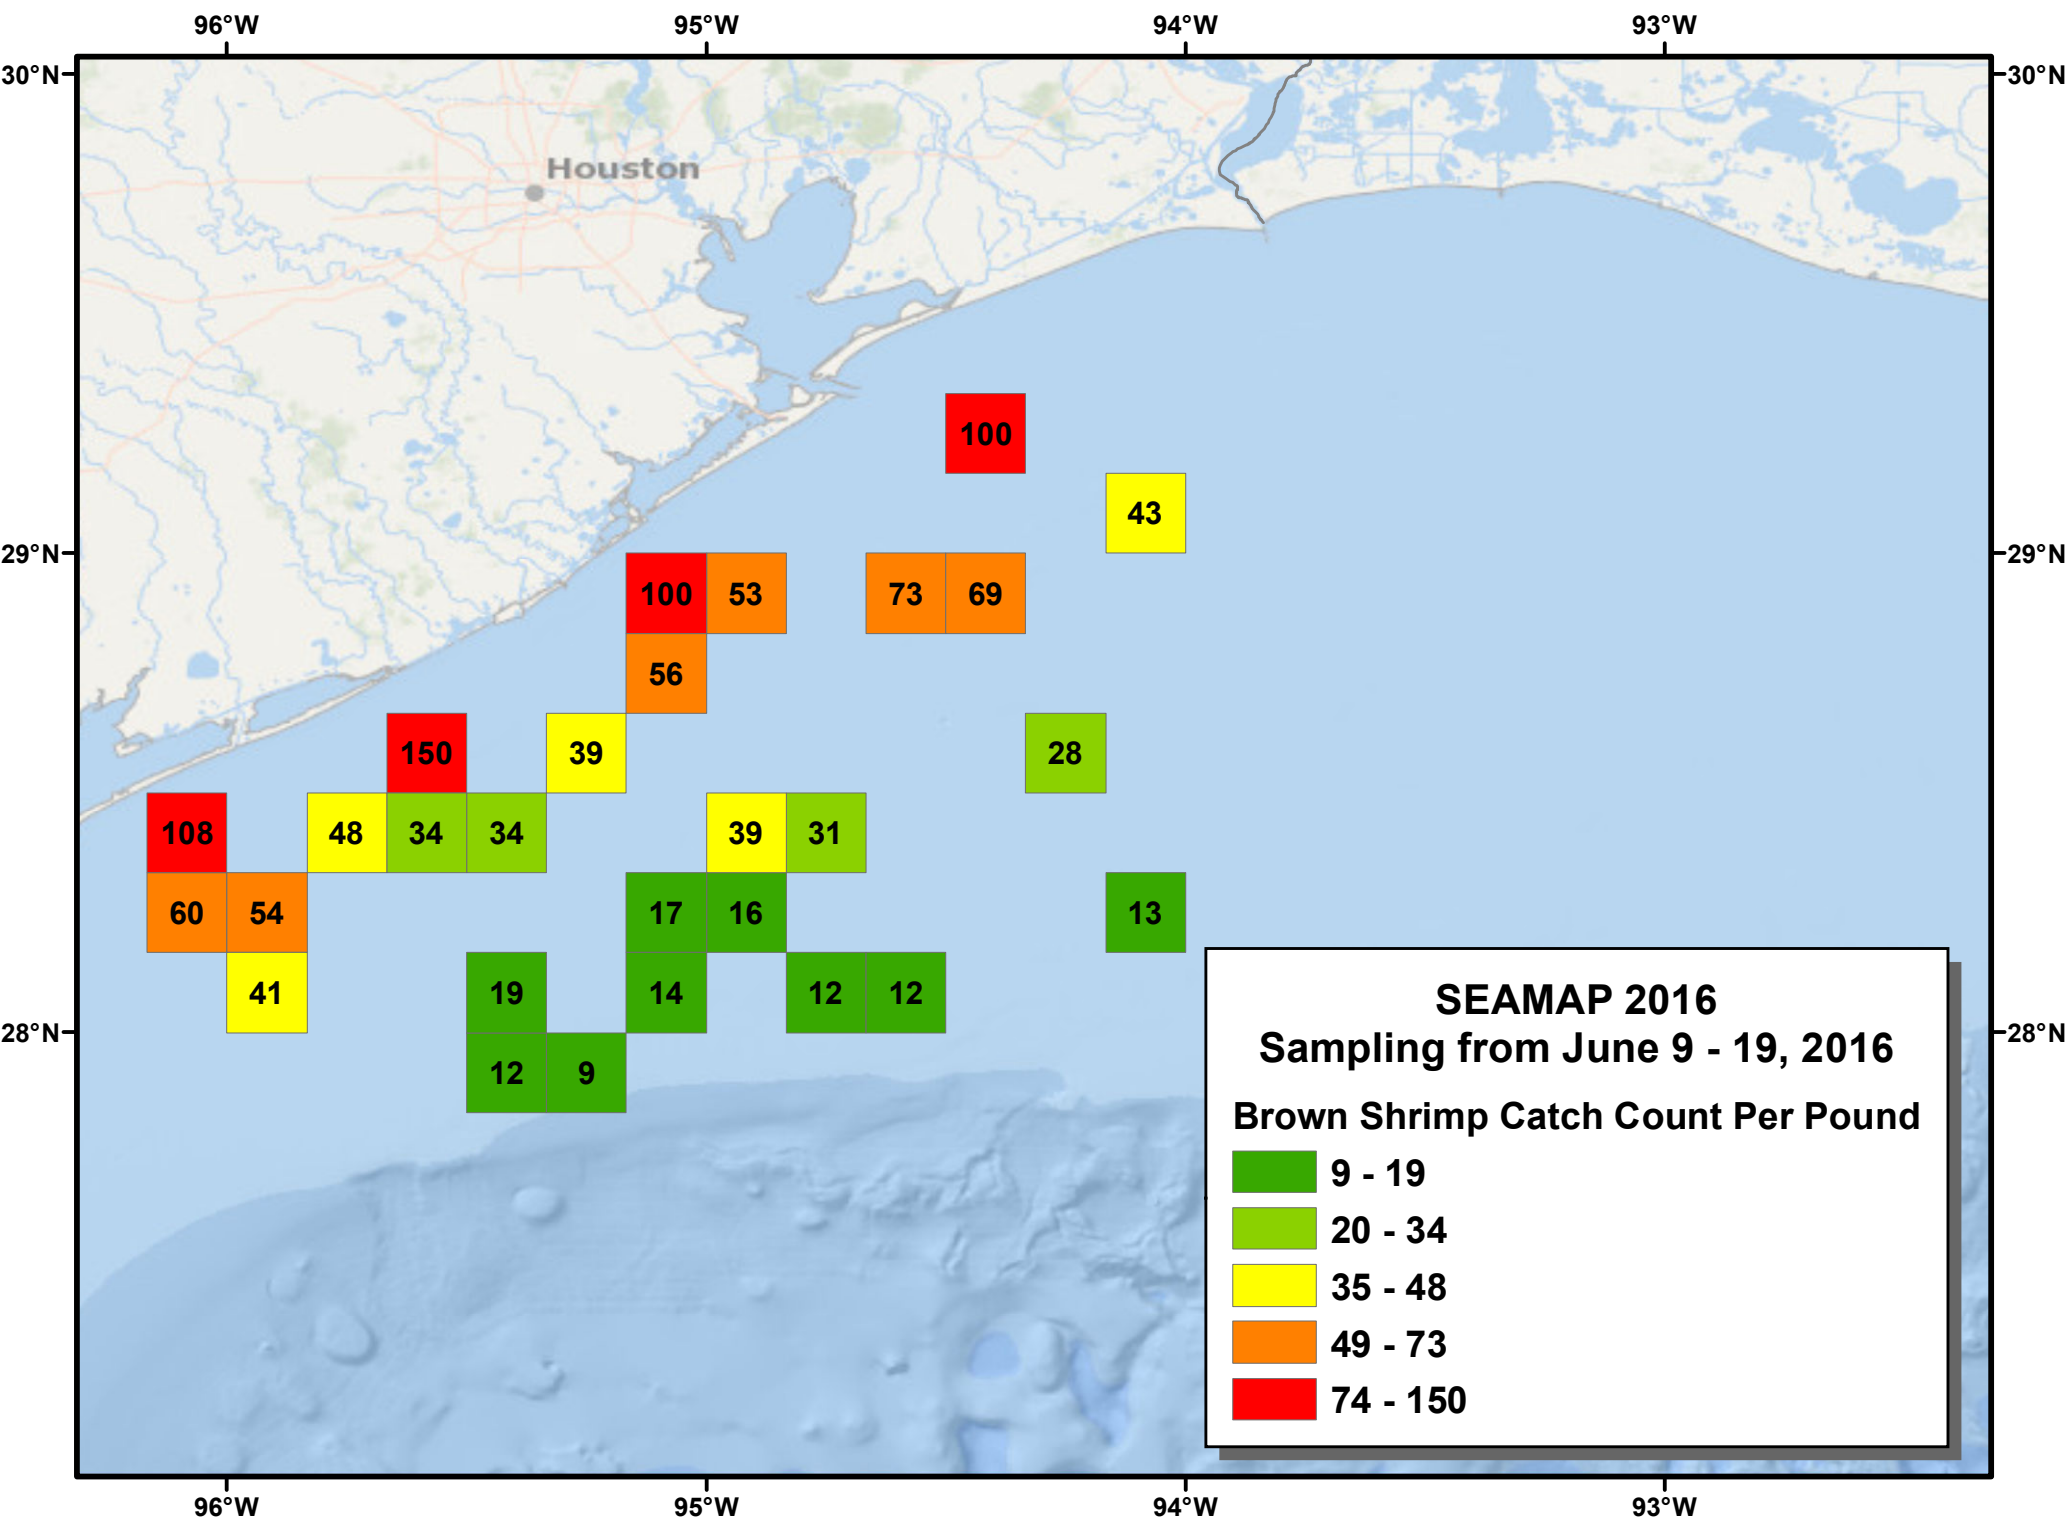 96°W 95°W 94°W 93°W
30°N 30°N
Houston
100
43
29°N 29°N
100 53 73 69
56
150 39 28
108 48 34 34 39 31
60 54 17 16 13
41 19 14 12 12
28°N 28°N
12 9
SEAMAP 2016
Sampling from June 9 - 19, 2016
Brown Shrimp Catch Count Per Pound
9 - 19
20 - 34
35 - 48
49 - 73
74 - 150
96°W 95°W 94°W 93°W